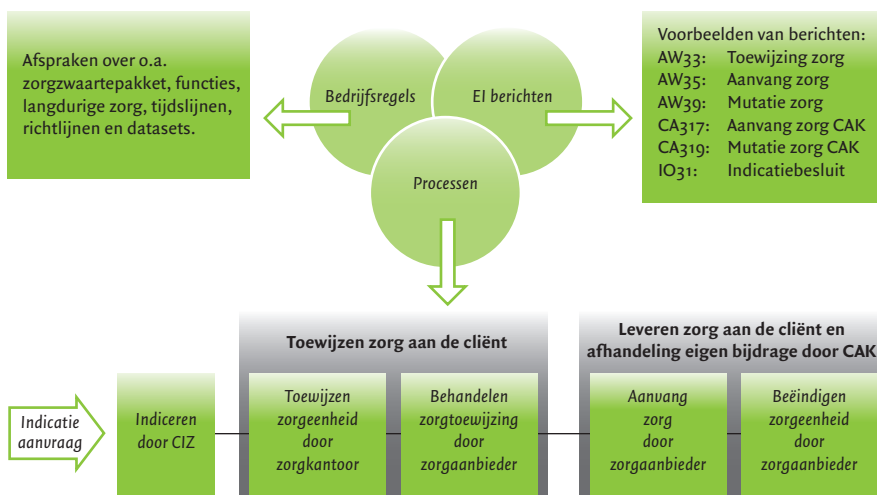 Afspraken over o.a.
zorgzwaartepakket, functies,
langdurige zorg, tijdslijnen,
richtlijnen en datasets.
Bedrijfsregels
EI berichten
Processen
Voorbeelden van berichten:
AW33: Toewijzing zorg
AW35: Aanvang zorg
AW39: Mutatie zorg
CA317: Aanvang zorg CAK
CA319: Mutatie zorg CAK
IO31: Indicatiebesluit
Toewijzen zorg aan de cliënt
Leveren zorg aan de cliënt en
afhandeling eigen bijdrage door CAK
Indicatie
aanvraag
Indiceren
door CIZ
Toewijzen
zorgeenheid
door
zorgkantoor
Behandelen
zorgtoewijzing
door
zorgaanbieder
Aanvang
zorg
door
zorgaanbieder
Beëindigen
zorgeenheid
door
zorgaanbieder